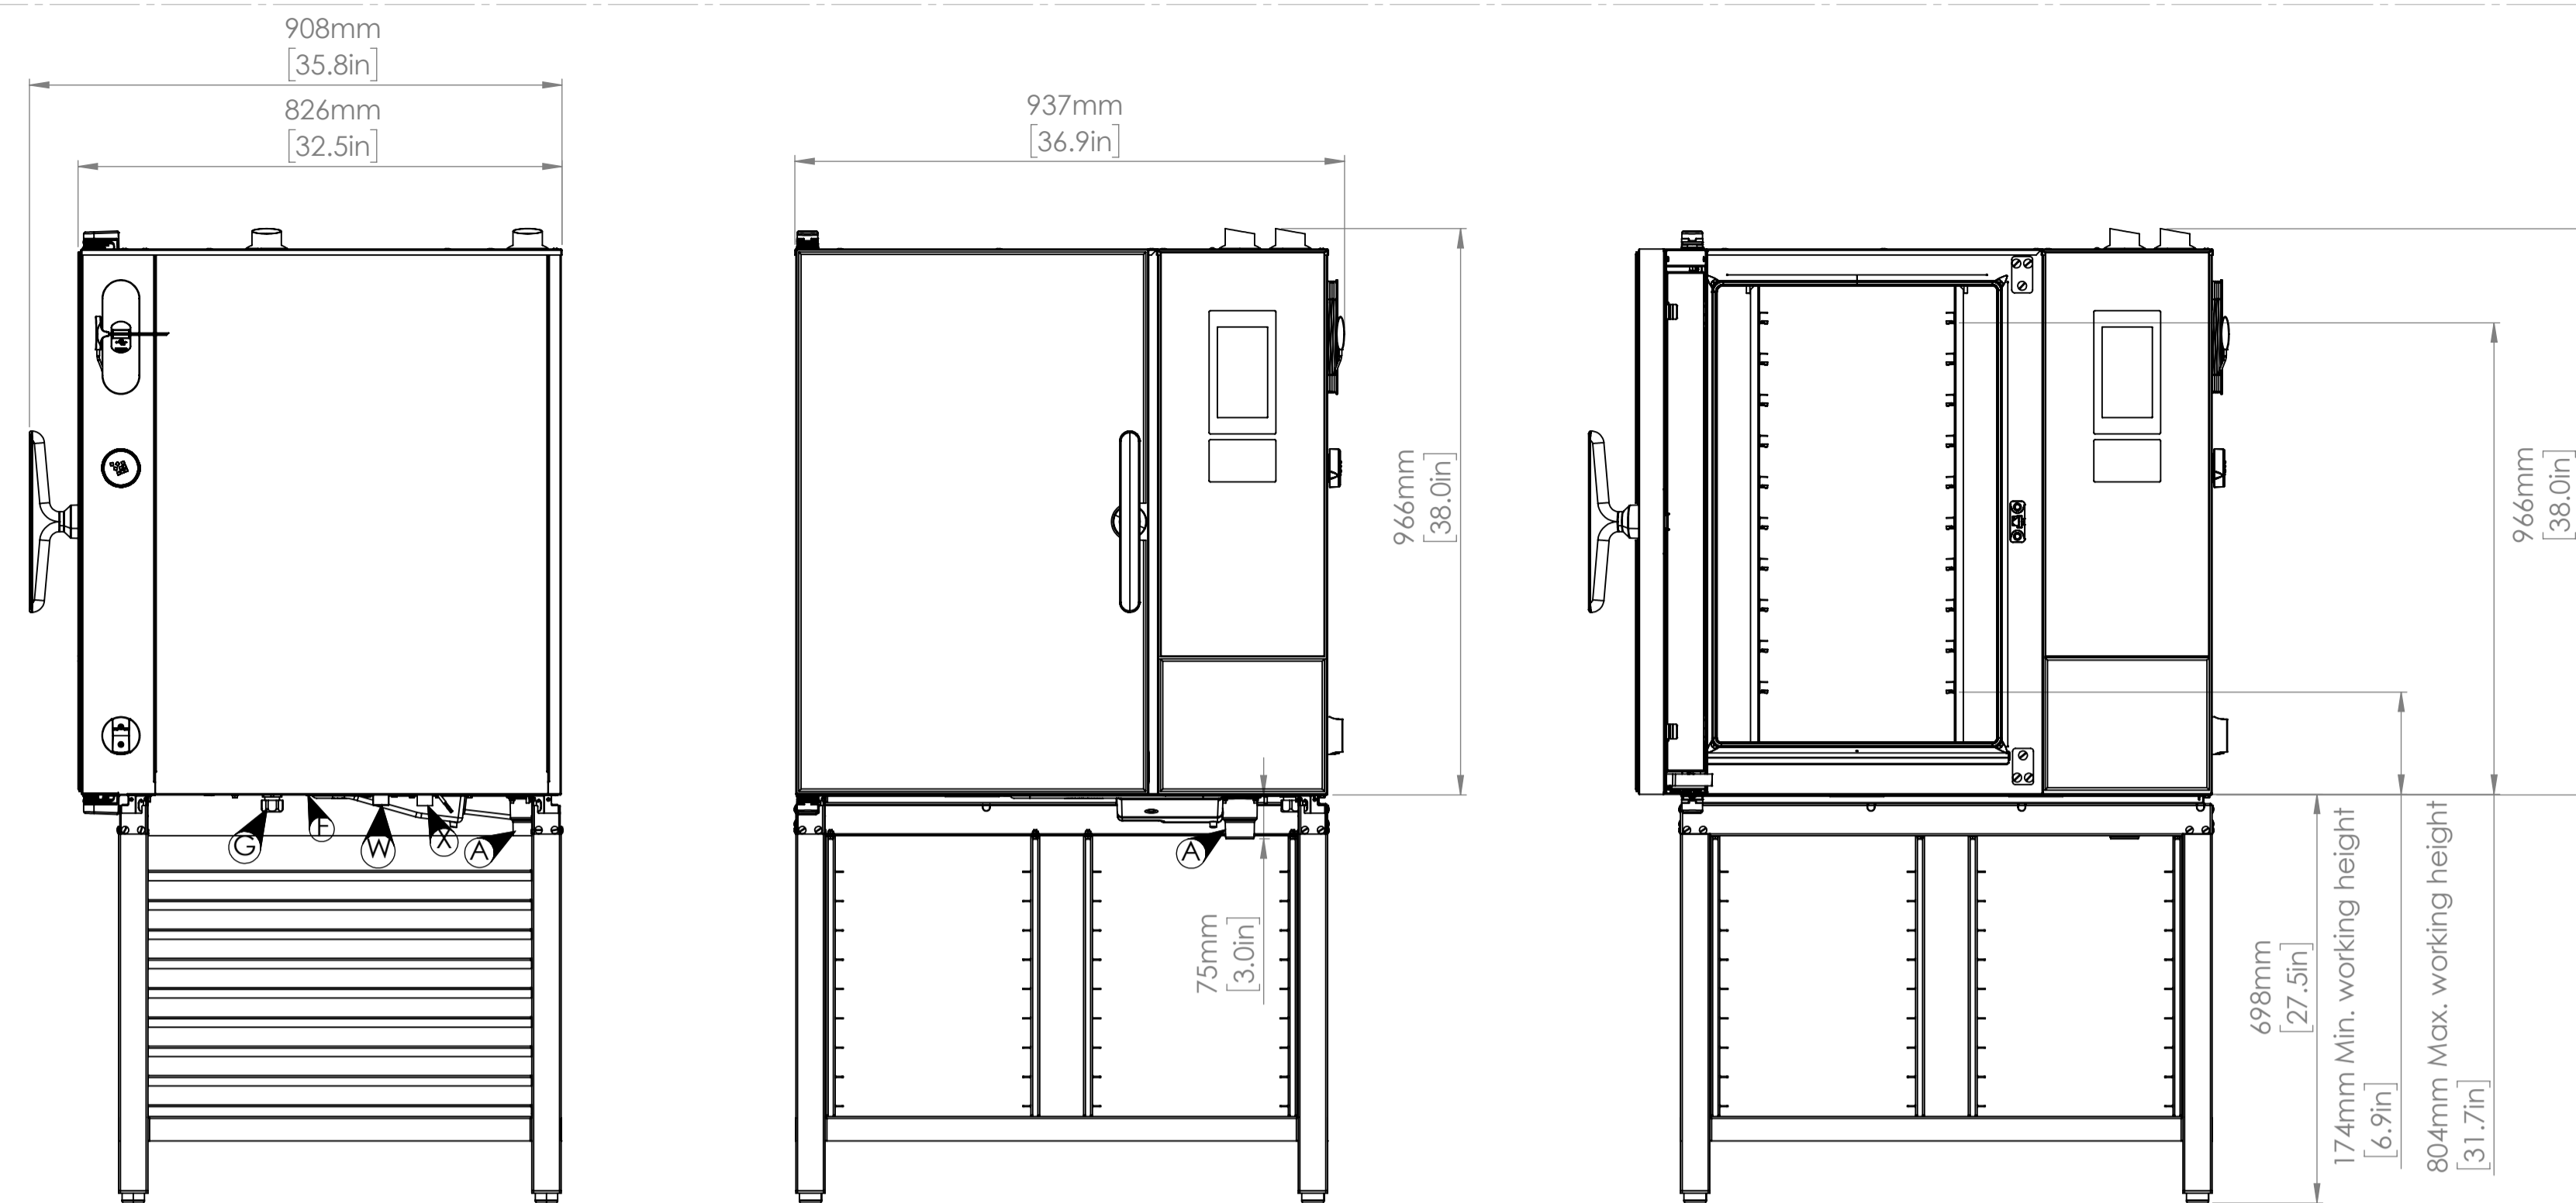 908mm
[35.8in]
826mm
[32.5in]
937mm
[36.9in]
966mm
[38.0in]
966mm
[38.0in]
G
F
W
X
A
A
75mm
[3.0in]
698mm
[27.5in]
174mm Min. working height
[6.9in]
804mm Max. working height
[31.7in]